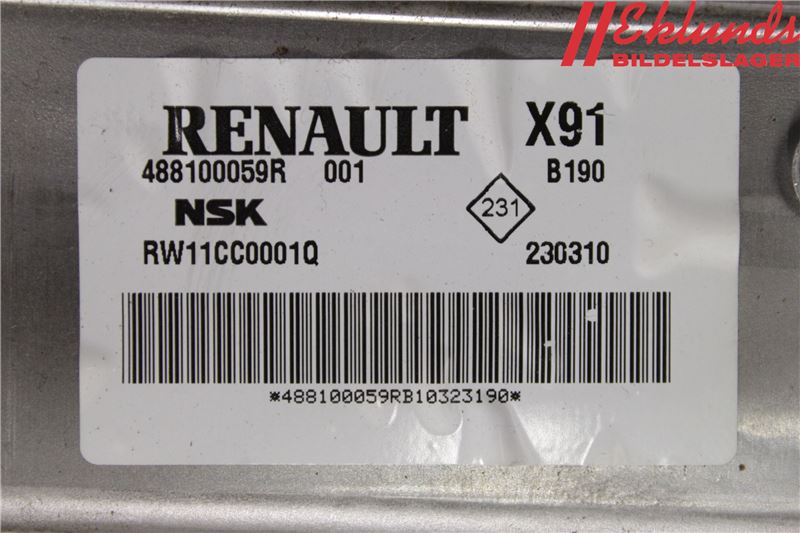 Eklunds
BILDELSLAGER
RENAULT X91
488100059R 001 B190
NSK 231
RW11CC0001Q 230310
*488100059RB10323190*